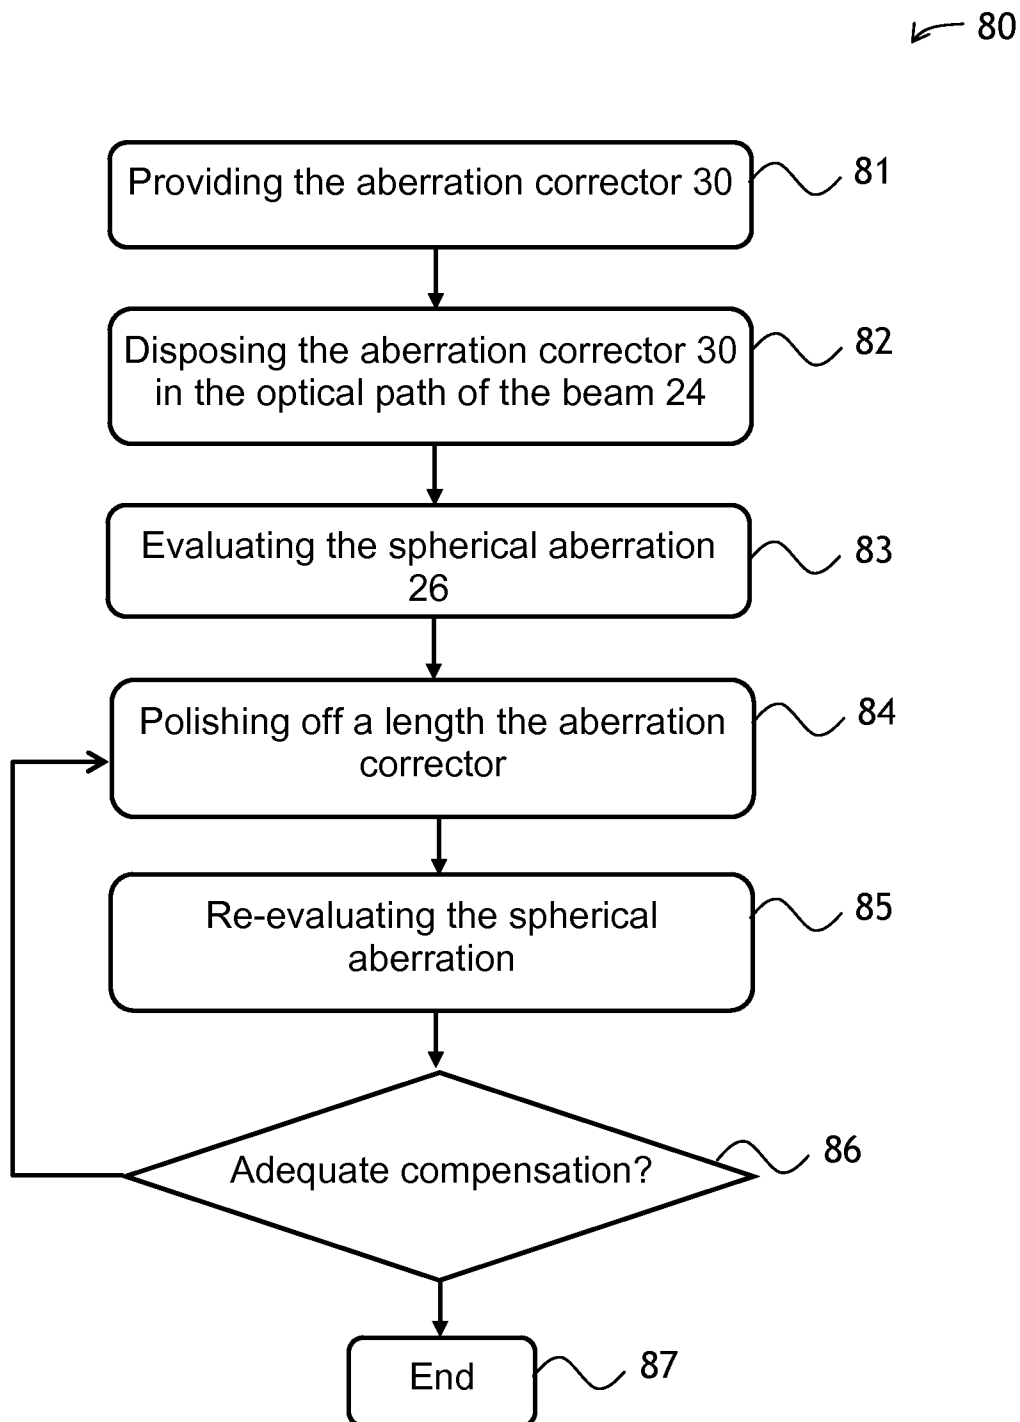 80
Providing the aberration corrector 30
81
Disposing the aberration corrector 30
in the optical path of the beam 24
82
Evaluating the spherical aberration
26
83
Polishing off a length the aberration
corrector
84
Re-evaluating the spherical
aberration
85
Adequate compensation?
86
End
87